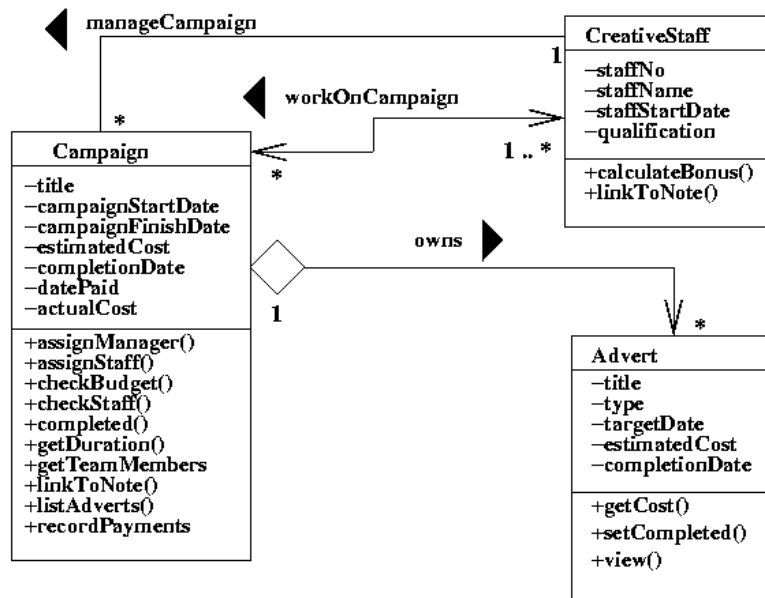 manageCampaign
1
*
workOnCampaign
1 .. *
*
CreativeStaff
−staffNo
−staffName
−staffStartDate
−qualification
+calculateBonus()
+linkToNote()
Campaign
−title
−campaignStartDate
−campaignFinishDate
−estimatedCost
−completionDate
−datePaid
−actualCost
+assignManager()
+assignStaff()
+checkBudget()
+checkStaff()
+completed()
+getDuration()
+getTeamMembers
+linkToNote()
+listAdverts()
+recordPayments
owns
1
*
Advert
−title
−type
−targetDate
−estimatedCost
−completionDate
+getCost()
+setCompleted()
+view()